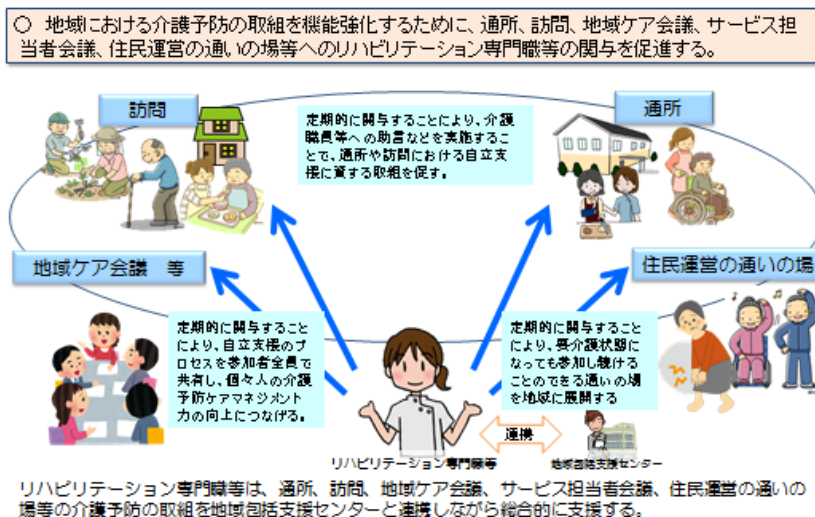 ○ 地域における介護予防の取組を機能強化するために、通所、訪問、地域ケア会議、サービス担
当者会議、住民運営の通いの場等へのリハビリテーション専門職等の関与を促進する。
訪問
定期的に関与することにより、介護
職員等への助言などを実施するこ
とで、通所や訪問における自立支
援に資する取組を促す。
通所
地域ケア会議 等
住民運営の通いの場
定期的に関与すること
により、自立支援のプ
ロセスを参加者全員で
共有し、個々人の介護
予防ケアマネジメント
力の向上につなげる。
定期的に関与すること
により、要介護状態に
なっても参加し続ける
ことのできる通いの場
を地域に展開する
連携
リハビリテーション専門職等
地域包括支援センター
リハビリテーション専門職等は、通所、訪問、地域ケア会議、サービス担当者会議、住民運営の通いの
場等の介護予防の取組を地域包括支援センターと連携しながら総合的に支援する。